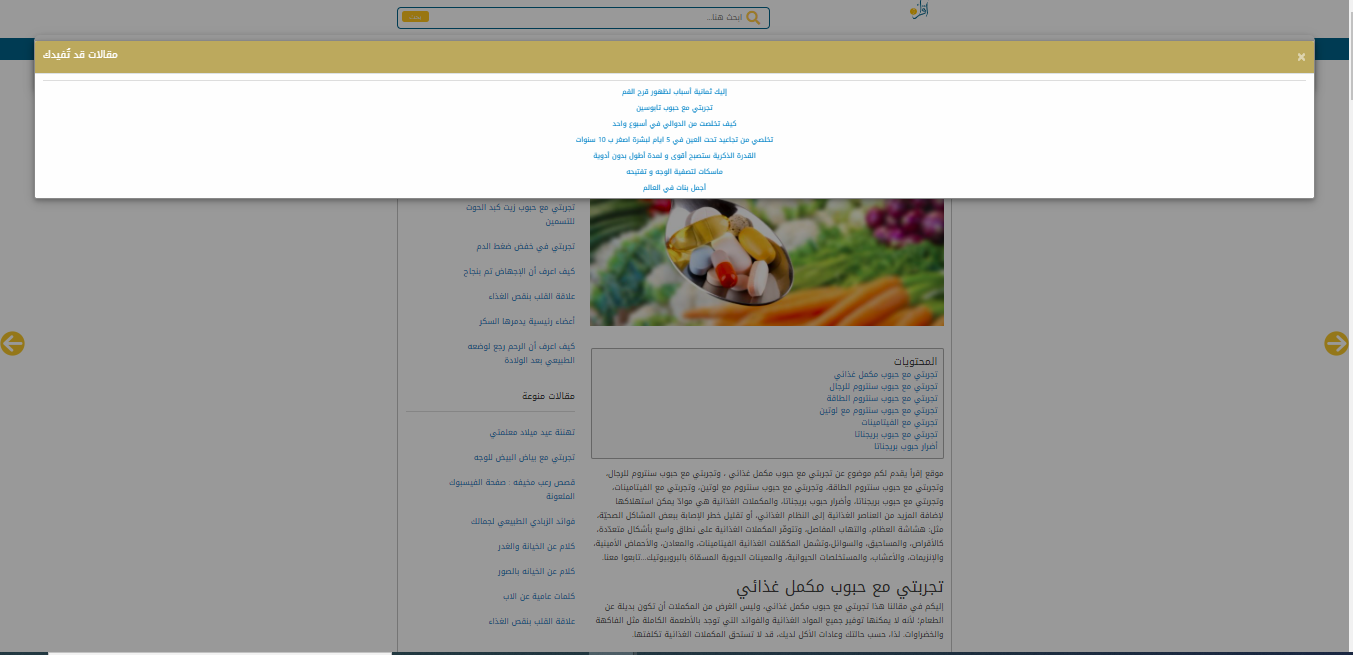 إقرأ
ابحث هنا...
بحث
مقالات قد تُفيدك
×
إليك ثمانية أسباب لظهور قرح الفم
تجربتي مع حبوب تابوسين
كيف تخلصت من الدوالي في أسبوع واحد
تخلصي من تجاعيد تحت العين في 5 ايام لبشرة اصغر ب 10 سنوات
القدرة الذكرية ستصبح أقوى و لمدة أطول بدون أدوية
ماسكات لتصفية الوجه و تفتيحه
أجمل بنات في العالم
المحتويات
تجربتي مع حبوب مكمل غذائي
تجربتي مع حبوب سنتروم للرجال
تجربتي مع حبوب سنتروم الطاقة
تجربتي مع حبوب سنتروم مع لوتين
تجربتي مع الفيتامينات
تجربتي مع حبوب بريجناتا
أضرار حبوب بريجناتا
موقع إقرأ يقدم لكم موضوع عن تجربتي مع حبوب مكمل غذائي ، وتجربتي مع حبوب سنتروم للرجال،
وتجربتي مع حبوب سنتروم الطاقة، وتجربتي مع حبوب سنتروم مع لوتين، وتجربتي مع الفيتامينات،
وتجربتي مع حبوب بريجناتا، وأضرار حبوب بريجناتا، والمكملات الغذائية هي موادّ يمكن استهلاكها
لإضافة المزيد من العناصر الغذائية إلى النظام الغذائي، أو تقليل خطر الإصابة ببعض المشاكل الصحيّة،
مثل: هشاشة العظام، والتهاب المفاصل، وتتوفّر المكملات الغذائية على نطاق واسع بأشكال متعدّدة،
كالأقراص، والمساحيق، والسوائل،وتشمل المكمّلات الغذائية الفيتامينات، والمعادن، والأحماض الأمينية،
والإنزيمات، والأعشاب، والمستخلصات الحيوانية، والمعينات الحيوية المسمّاة بالبروبيوتيك...تابعوا معنا.
تجربتي مع حبوب مكمل غذائي
إليكم في مقالنا هذا تجربتي مع حبوب مكمل غذائي، وليس الغرض من المكملات أن تكون بديلة عن
الطعام؛ لأنه لا يمكنها توفير جميع المواد الغذائية والفوائد التي توجد بالأطعمة الكاملة مثل الفاكهة
والخضراوات. لذا، حسب حالتك وعادات الأكل لديك، قد لا تستحق المكملات الغذائية تكلفتها.
تجربتي مع حبوب زيت كبد الحوت
للتسمين
تجربتي في خفض ضغط الدم
كيف اعرف أن الإجهاض تم بنجاح
علاقة القلب بنقص الغذاء
أعضاء رئيسية يدمرها السكر
كيف اعرف أن الرحم رجع لوضعه
الطبيعي بعد الولادة
مقالات منوعة
تهنئة عيد ميلاد معلمتي
تجربتي مع بياض البيض للوجه
قصص رعب مخيفه : صفحة الفيسبوك
الملعونة
فوائد الزبادي الطبيعي لجمالك
كلام عن الخيانة والغدر
كلام عن الخيانه بالصور
كلمات عامية عن الاب
علاقة القلب بنقص الغذاء